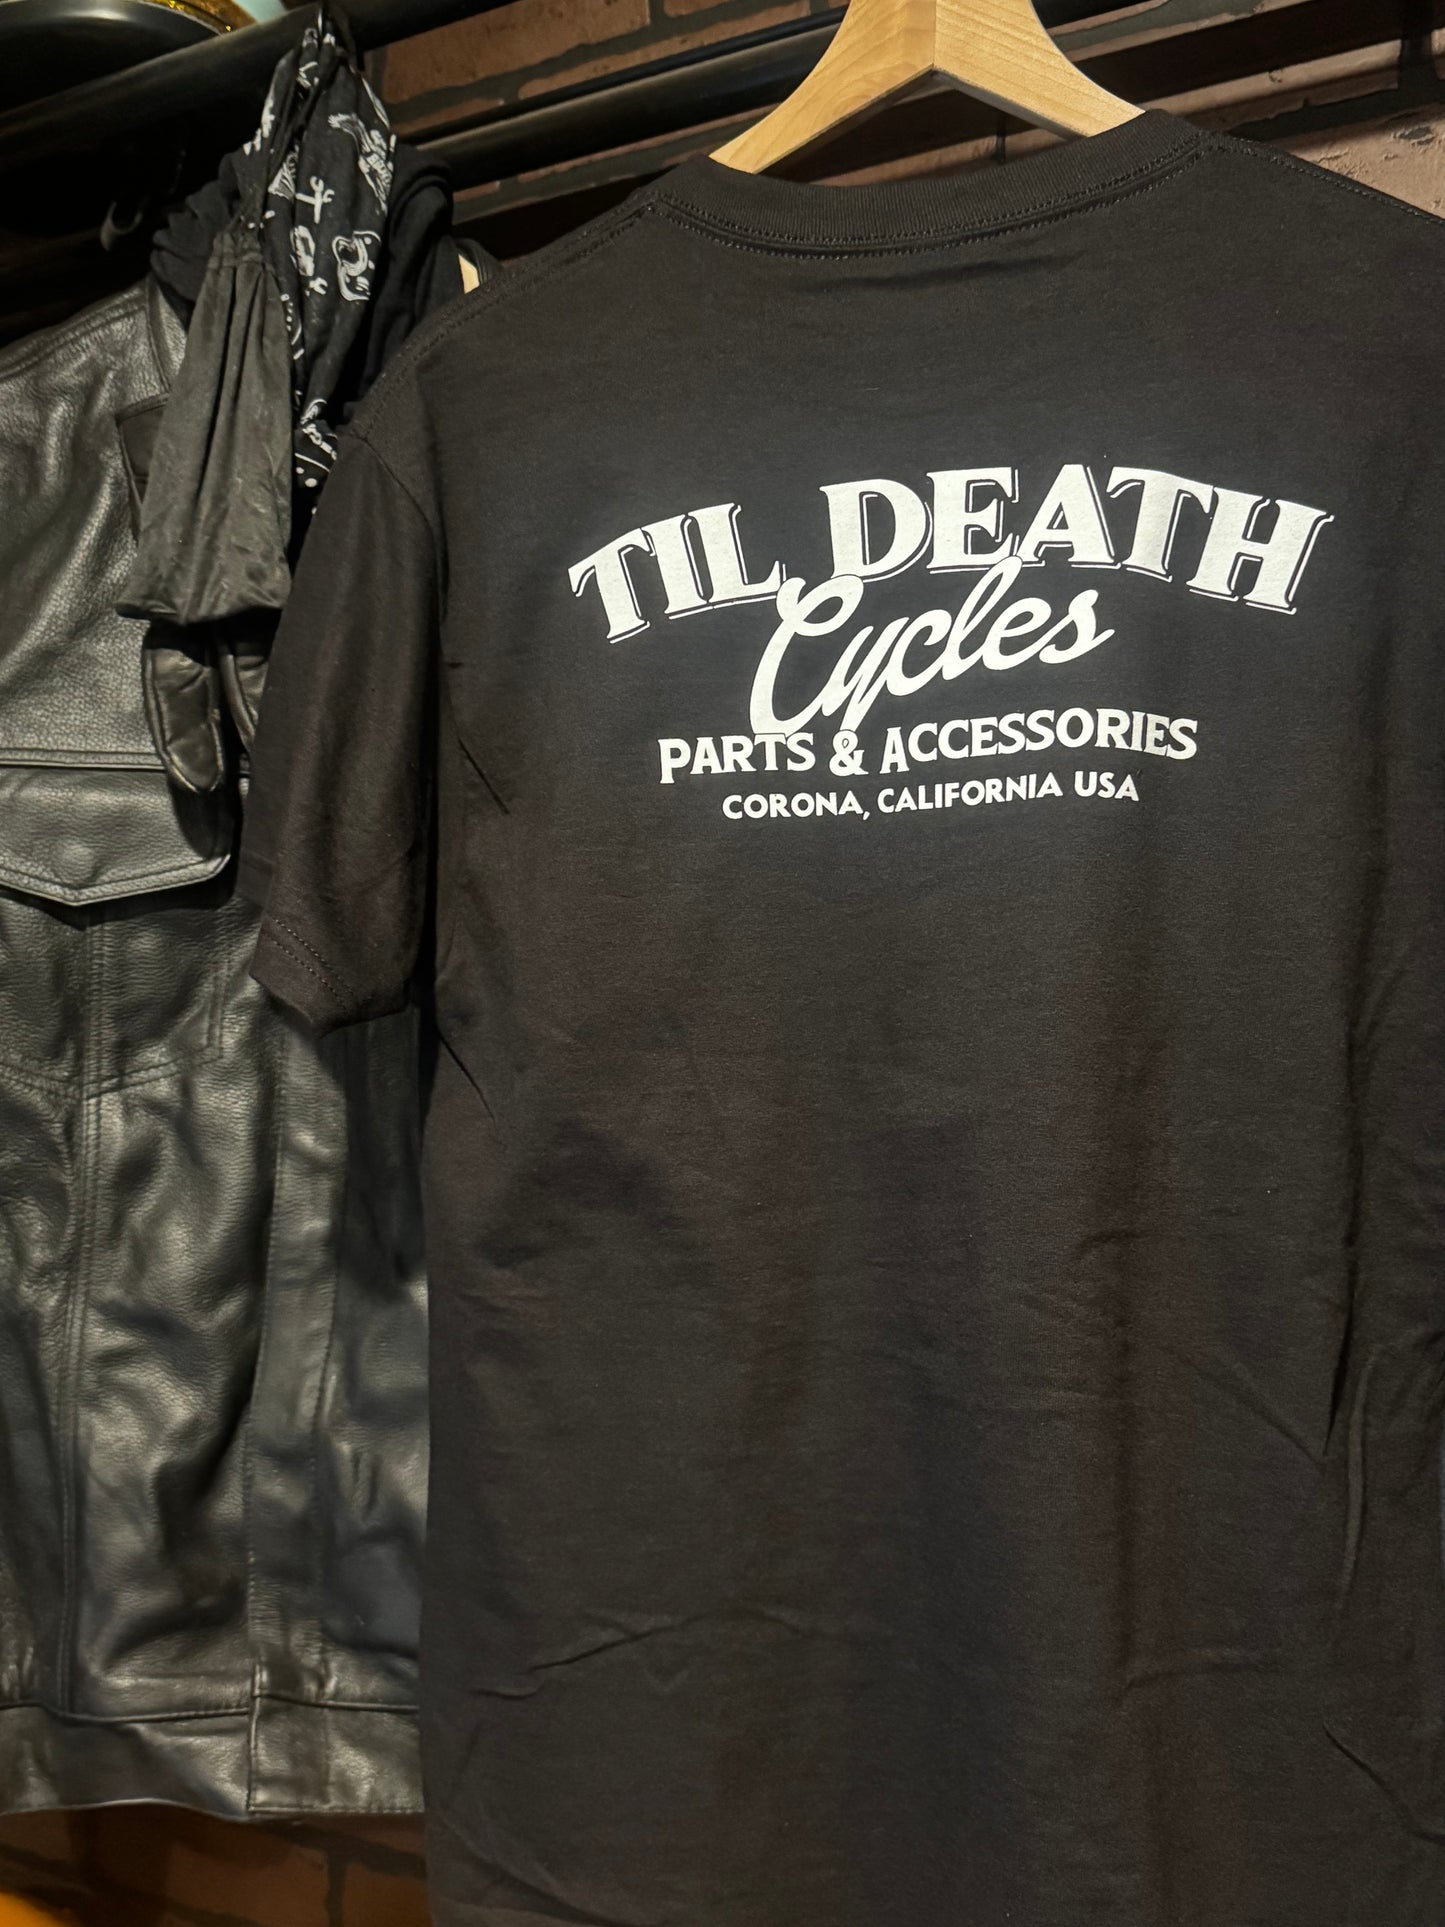 TIL DEATH
Cycles
PARTS & ACCESSORIES
CORONA, CALIFORNIA USA